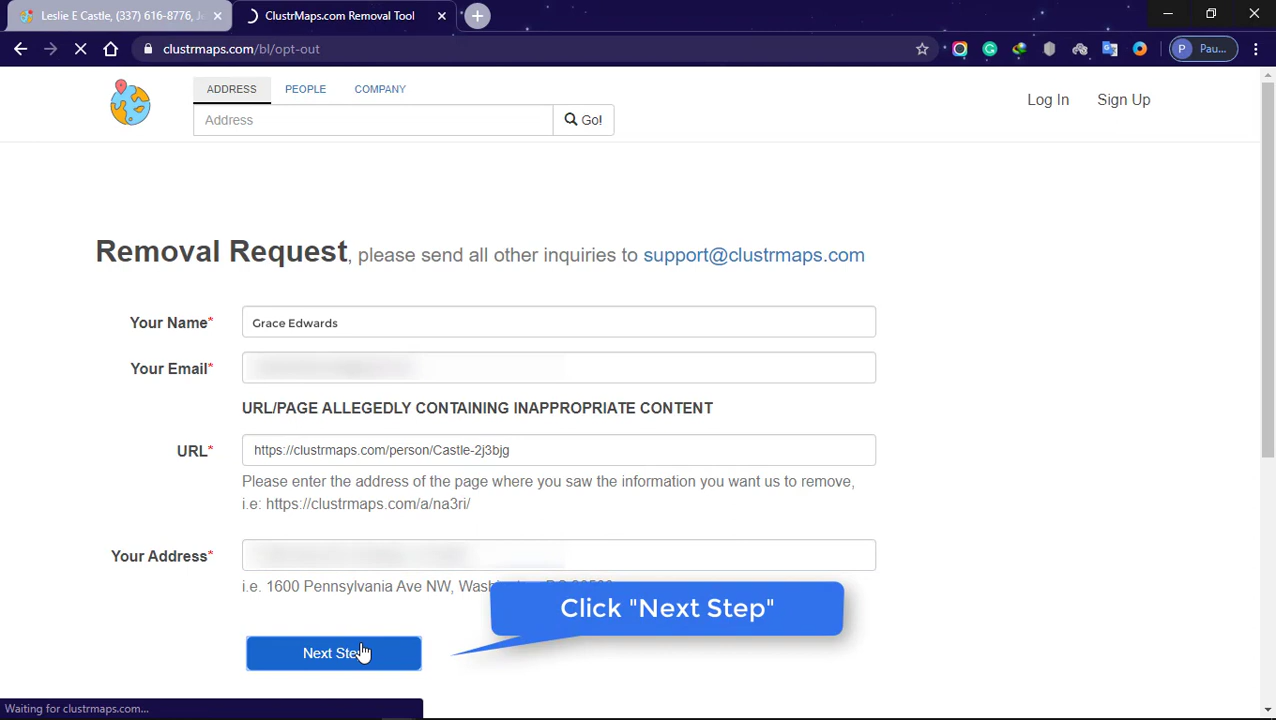 Leslie E Castle, (337) 616-8776, Je
ClustrMaps.com Removal Tool
clustrmaps.com/bl/opt-out
P Pau...
ADDRESS PEOPLE COMPANY
Address
Go!
Log In Sign Up
Removal Request, please send all other inquiries to support@clustrmaps.com
Your Name*
Grace Edwards
Your Email*
URL/PAGE ALLEGEDLY CONTAINING INAPPROPRIATE CONTENT
URL*
https://clustrmaps.com/person/Castle-2j3bjg
Please enter the address of the page where you saw the information you want us to remove,
i.e: https://clustrmaps.com/a/na3ri/
Your Address*
i.e. 1600 Pennsylvania Ave NW,
Click "Next Step"
Next Step
Waiting for clustrmaps.com...